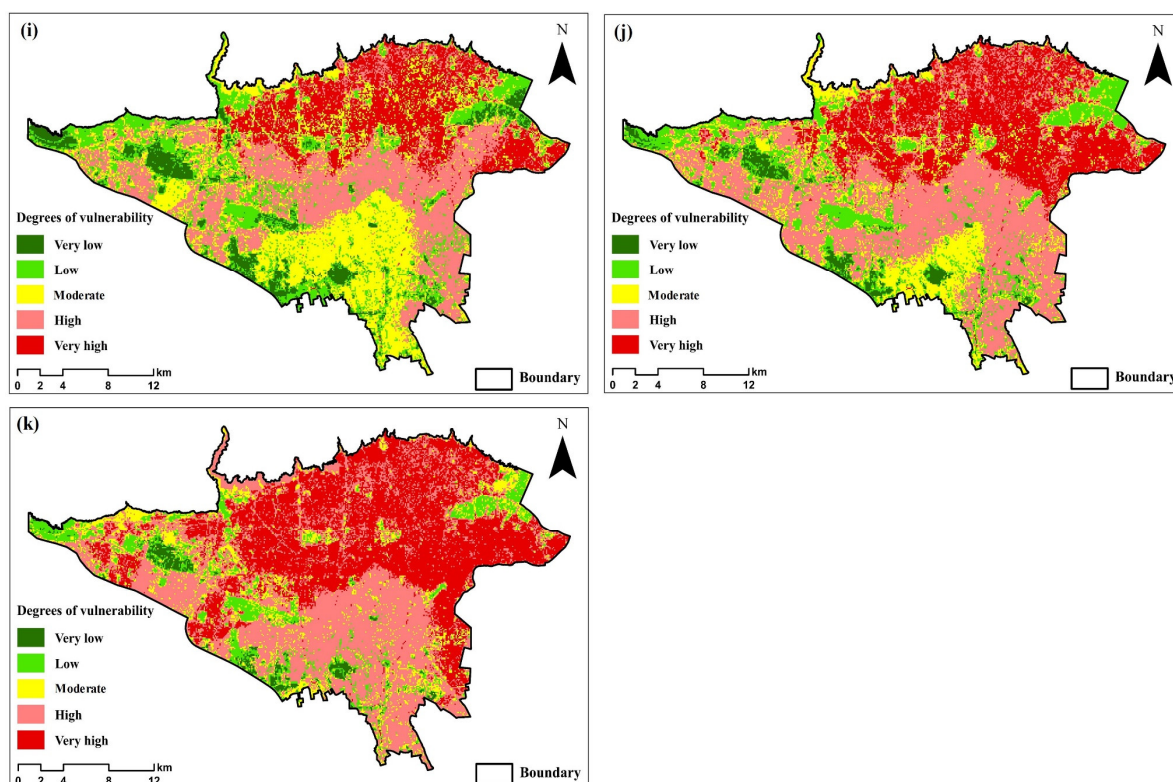 (i)
N
Degrees of vulnerability
Very low
Low
Moderate
High
Very high
km
0 2 4 8 12
Boundary
(j)
N
Degrees of vulnerability
Very low
Low
Moderate
High
Very high
km
0 2 4 8 12
Boundary
(k)
N
Degrees of vulnerability
Very low
Low
Moderate
High
Very high
km
0 2 4 8 12
Boundary